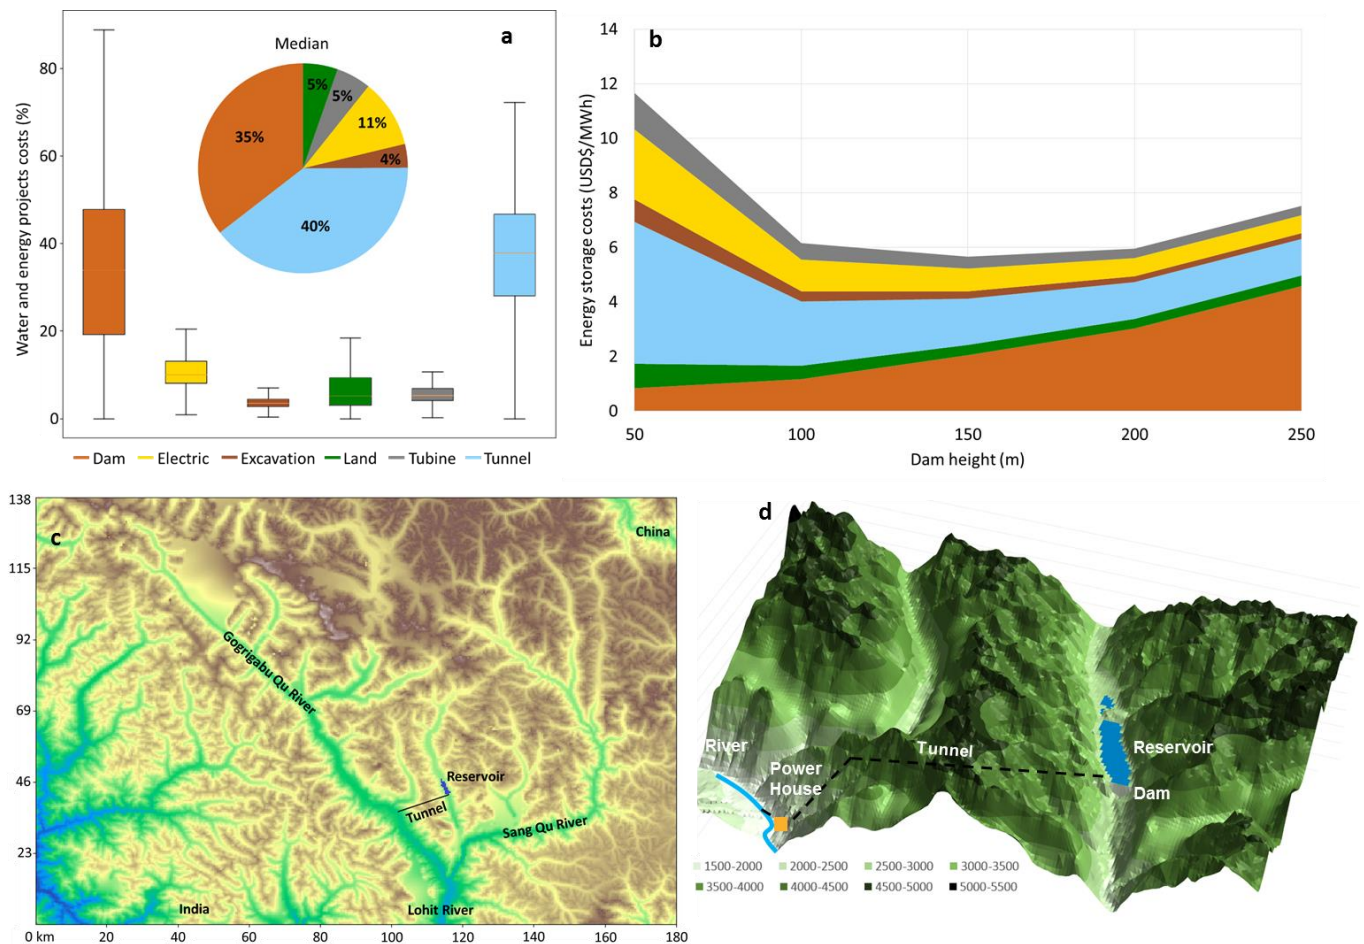 a
Median
Water and energy projects costs (%)
80
60
40
20
0
5%
5%
11%
4%
40%
35%
Dam Electric Excavation Land Tubine Tunnel
b
Energy storage costs (USD$/MWh)
14
12
10
8
6
4
2
0
50 100 150 200 250
Dam height (m)
c
138
115
92
69
46
23
0 km 20 40 60 80 100 120 140 160 180
China
Gogrigabu Qu River
Reservoir
Tunnel
Sang Qu River
India
Lohit River
d
River
Power
House
Tunnel
Reservoir
Dam
1500-2000 2000-2500 2500-3000 3000-3500
3500-4000 4000-4500 4500-5000 5000-5500